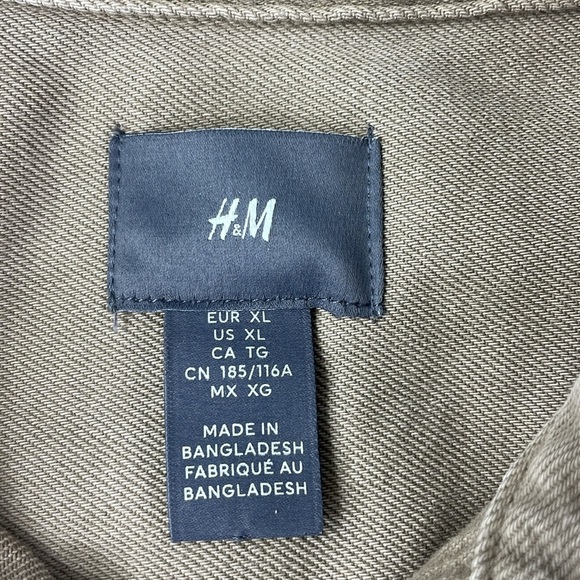 H&M
EUR XL
US XL
CA TG
CN 185/116A
MX XG
MADE IN
BANGLADESH
FABRIQUÉ AU
BANGLADESH